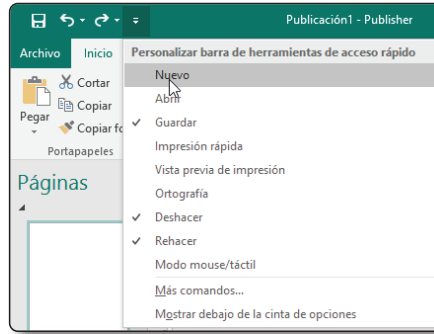 Publicación1 - Publisher
Archivo Inicio
Personalizar barra de herramientas de acceso rápido
Cortar
Copiar
Copiar fo
Pegar
Portapapeles
Páginas
Nuevo
Abrir
Guardar
Impresión rápida
Vista previa de impresión
Ortografía
Deshacer
Rehacer
Modo mouse/táctil
Más comandos...
Mostrar debajo de la cinta de opciones